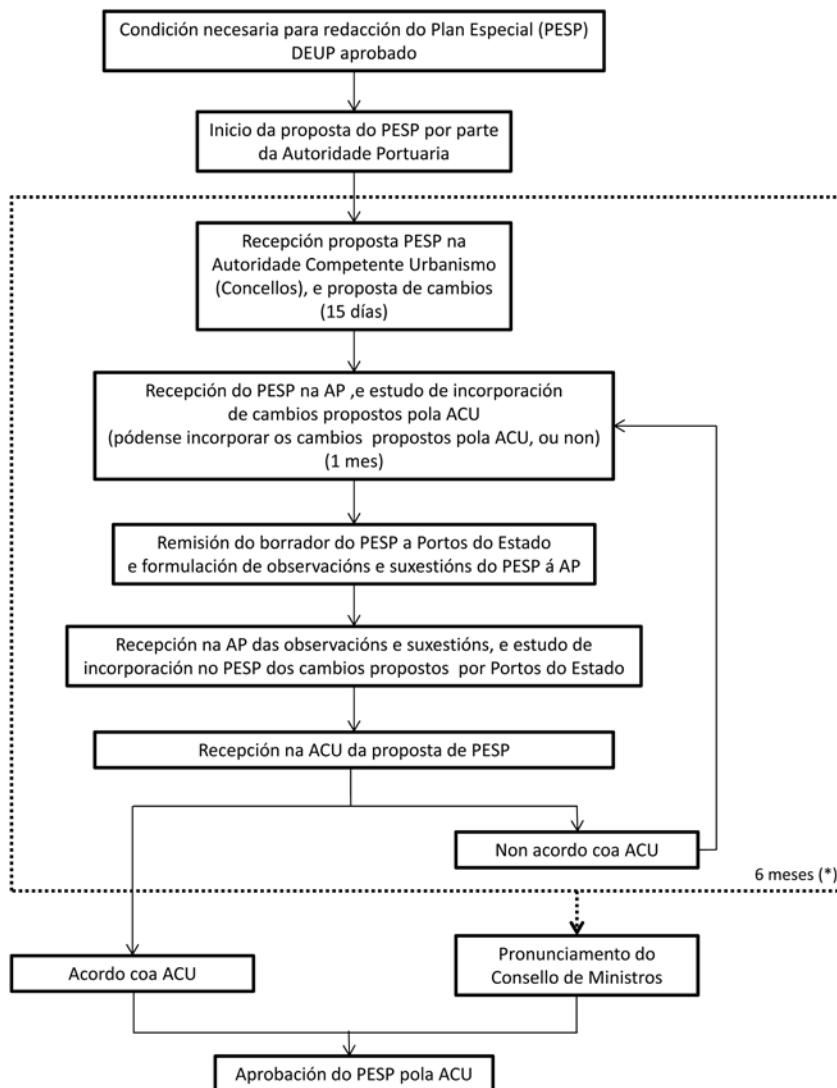 Condición necesaria para redacción do Plan Especial (PESP)
DEUP aprobado
Inicio da proposta do PESP por parte
da Autoridade Portuaria
Recepción proposta PESP na
Autoridade Competente Urbanismo
(Concellos), e proposta de cambios
(15 días)
Recepción do PESP na AP ,e estudo de incorporación
de cambios propostos pola ACU
(pódense incorporar os cambios propostos pola ACU, ou non)
(1 mes)
Remisión do borrador do PESP a Portos do Estado
e formulación de observacións e suxestións do PESP á AP
Recepción na AP das observacións e suxestións, e estudo de
incorporación no PESP dos cambios propostos por Portos do Estado
Recepción na ACU da proposta de PESP
Non acordo coa ACU
6 meses (*)
Acordo coa ACU
Pronunciamento do
Consello de Ministros
Aprobación do PESP pola ACU